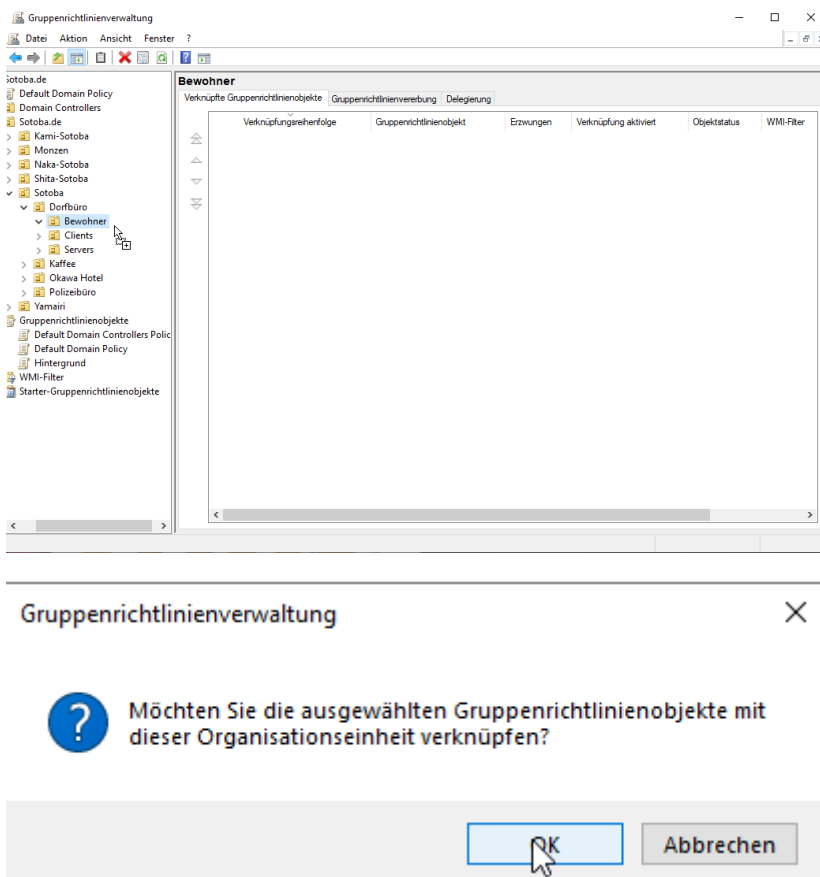 Gruppenrichtlinienverwaltung
Datei Aktion Ansicht Fenster ?
Sotoba.de
Default Domain Policy
Domain Controllers
Sotoba.de
Kami-Sotoba
Monzen
Naka-Sotoba
Shita-Sotoba
Sotoba
Dorfbüro
Bewohner
Clients
Servers
Kaffee
Okawa Hotel
Polizeibüro
Yamairi
Gruppenrichtlinienobjekte
Default Domain Controllers Polic
Default Domain Policy
Hintergrund
WMI-Filter
Starter-Gruppenrichtlinienobjekte
Bewohner
Verknüpfte Gruppenrichtlinienobjekte Gruppenrichtlinienvererbung Delegierung
Verknüpfungsreihenfolge Gruppenrichtlinienobjekt Erzwungen Verknüpfung aktiviert Objektstatus WMI-Filter
Gruppenrichtlinienverwaltung
Möchten Sie die ausgewählten Gruppenrichtlinienobjekte mit
dieser Organisationseinheit verknüpfen?
OK Abbrechen